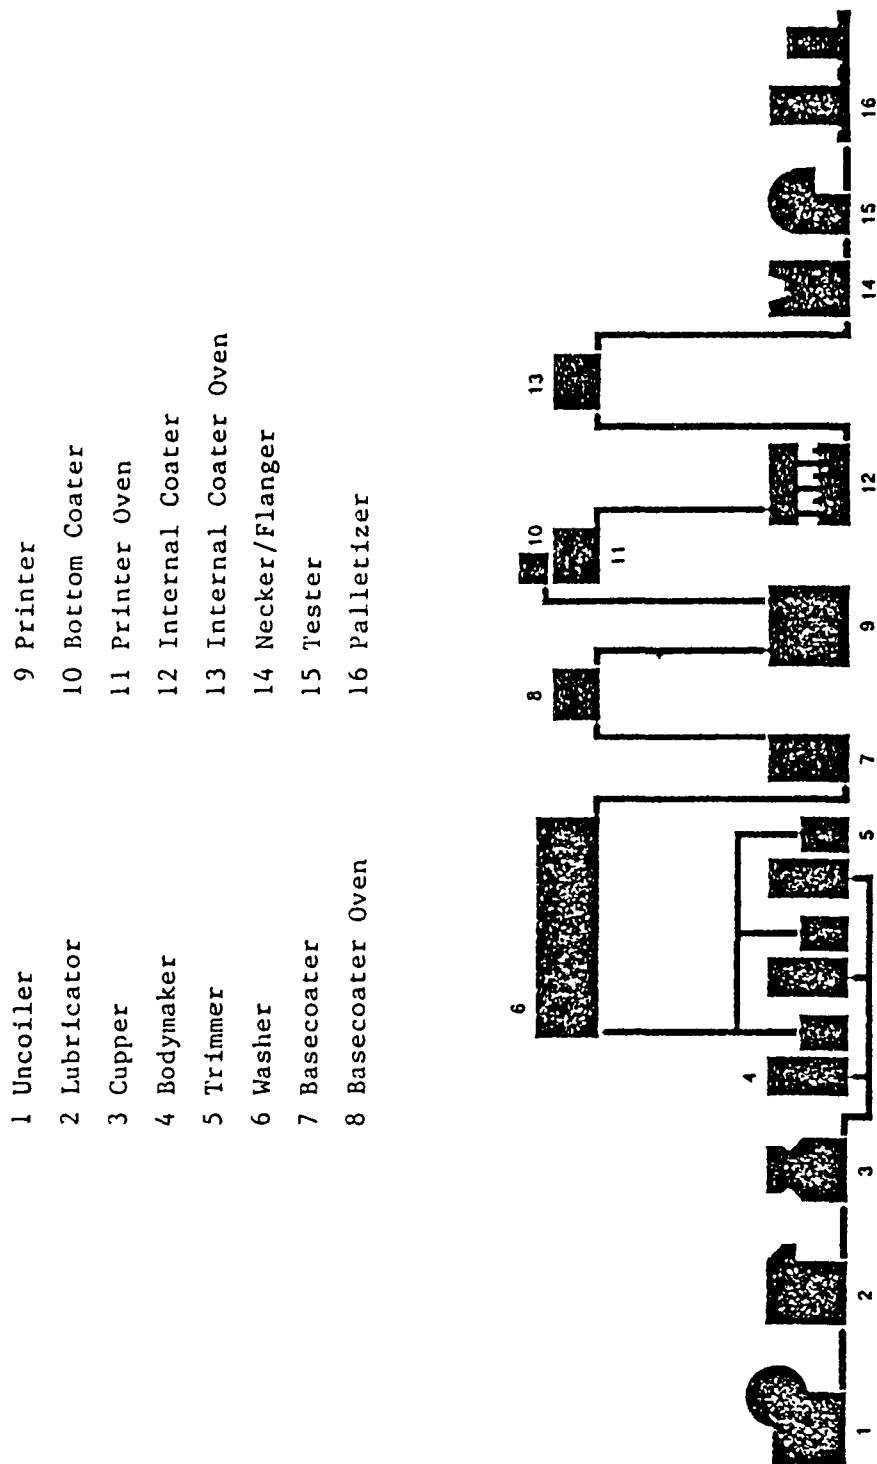 1 Uncoiler
2 Lubricator
3 Cupper
4 Bodymaker
5 Trimmer
6 Washer
7 Basecoater
8 Basecoater Oven
9 Printer
10 Bottom Coater
11 Printer Oven
12 Internal Coater
13 Internal Coater Oven
14 Necker/Flanger
15 Tester
16 Palletizer
1
2
3
4
5
6
7
8
9
10
11
12
13
14
15
16